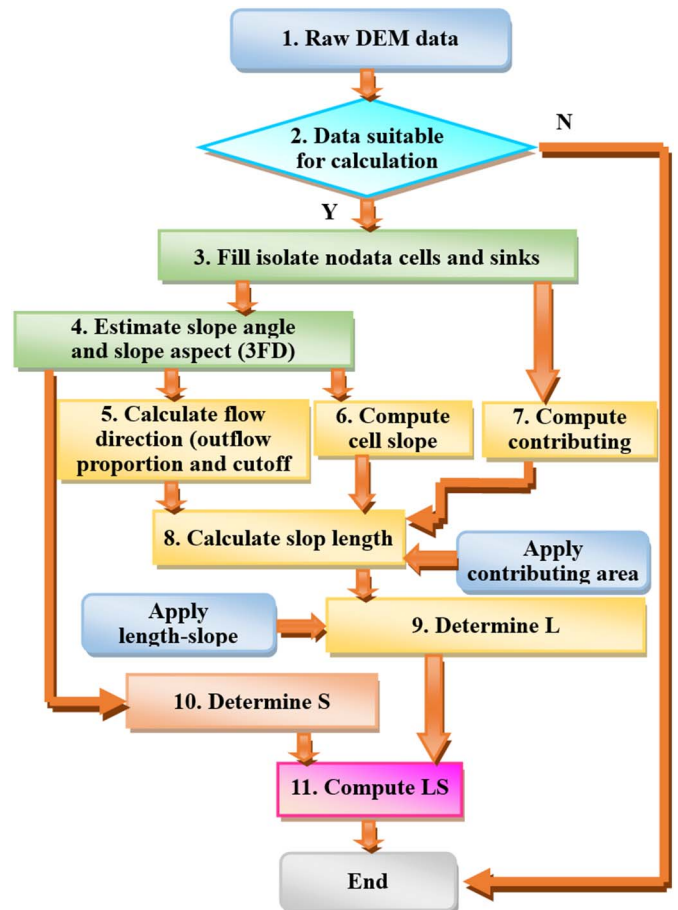 1. Raw DEM data
2. Data suitable
for calculation
N
Y
3. Fill isolate nodata cells and sinks
4. Estimate slope angle
and slope aspect (3FD)
5. Calculate flow
direction (outflow
proportion and cutoff
6. Compute
cell slope
7. Compute
contributing
8. Calculate slop length
Apply
contributing area
Apply
length-slope
9. Determine L
10. Determine S
11. Compute LS
End